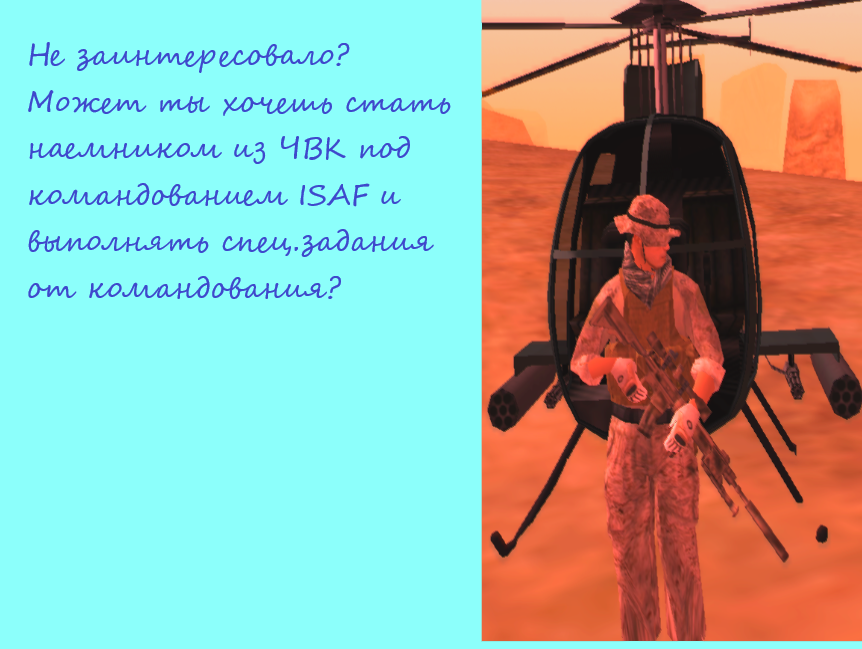 Не заинтересовало?
Может ты хочешь стать
наемником из ЧВК под
командованием ISAF и
выполнять спец.задания
от командования?